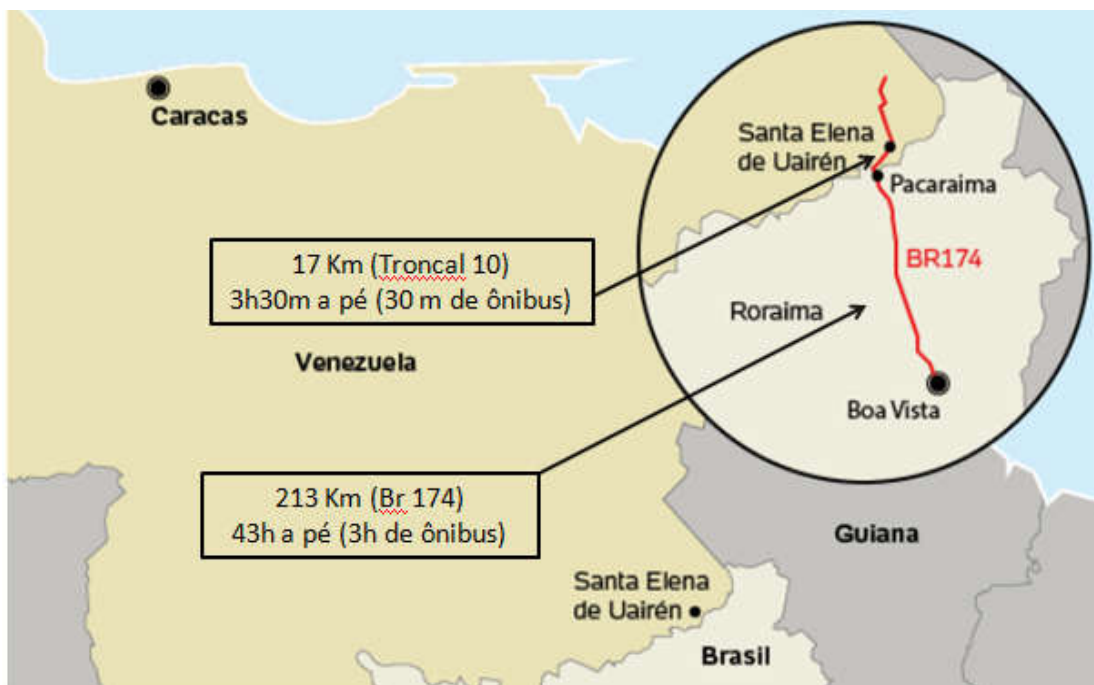 Caracas
Santa Elena
de Uairén
Pacaraima
17 Km (Troncal 10)
3h30m a pé (30 m de ônibus)
BR174
Roraima
Venezuela
Boa Vista
213 Km (Br 174)
43h a pé (3h de ônibus)
Guiana
Santa Elena
de Uairén
Brasil